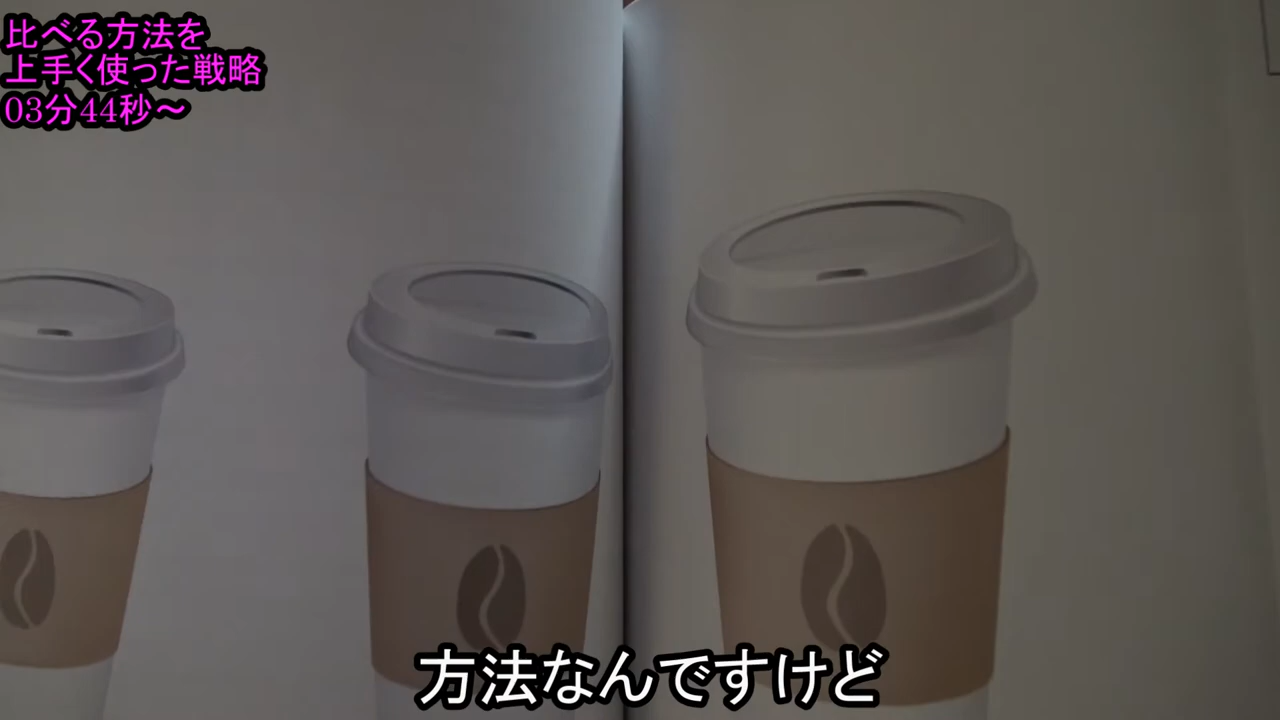 比べる方法を
上手く使った戦略
03分44秒～
方法なんですけど